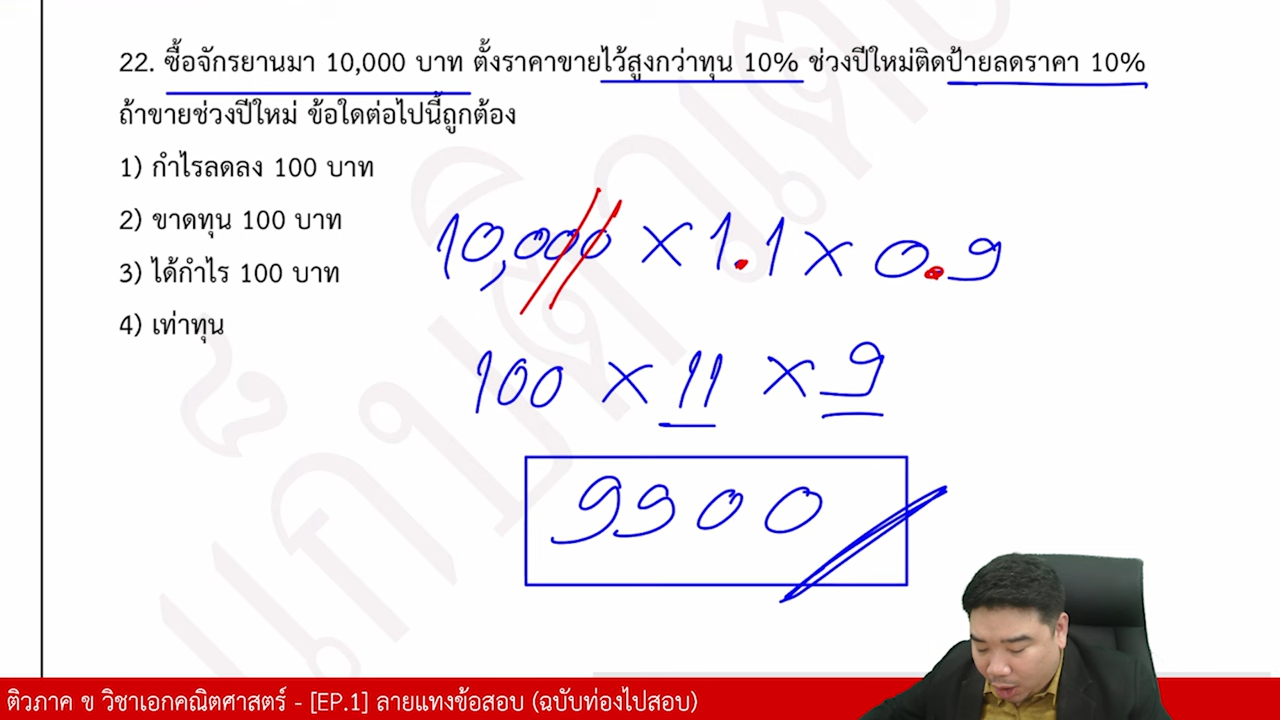 22. ซื้อจักรยานมา 10,000 บาท ตั้งราคาขายไว้สูงกว่าทุน 10% ช่วงปีใหม่ติดป้ายลดราคา 10%
ถ้าขายช่วงปีใหม่ ข้อใดต่อไปนี้ถูกต้อง
1) กำไรลดลง 100 บาท
2) ขาดทุน 100 บาท
3) ได้กำไร 100 บาท
4) เท่าทุน
10,000 × 1.1 × 0.9
100 × 11 × 9
9900
ติวภาค ข วิชาเอกคณิตศาสตร์ - [EP.1] ลายแทงข้อสอบ (ฉบับท่องไปสอบ)